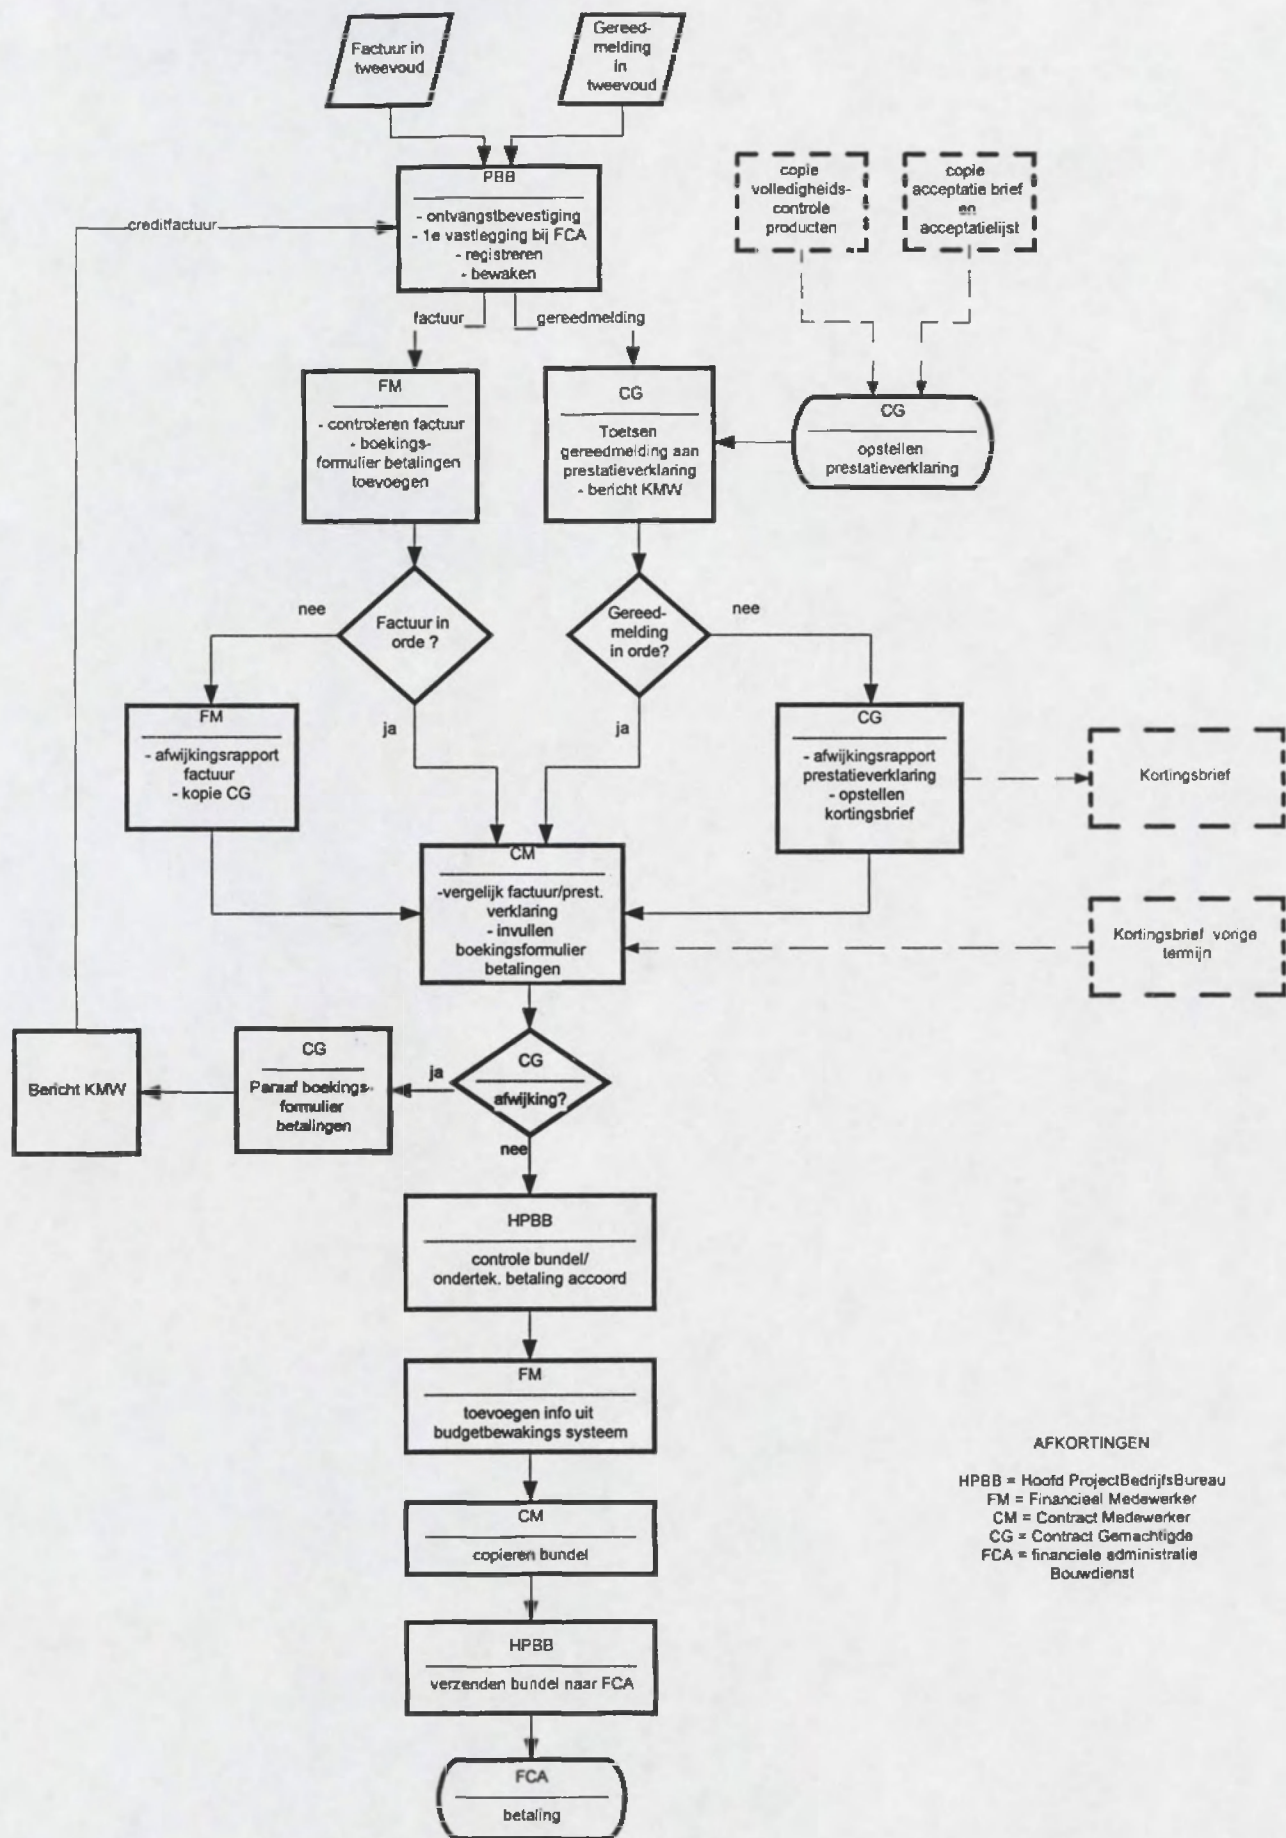 Factuur in
tweevoud
Gereed-
melding
in
tweevoud
PBB
- ontvangstbevestiging
- 1e vastlegging bij FCA
- registreren
- bewaken
copie
volledigheids-
controle
producten
copie
acceptatie brief
en
acceptatielijst
creditfactuur
factuur
gereedmelding
FM
- controleren factuur
- boekings-
formulier betalingen
toevoegen
CG
Toetsen
gereedmelding aan
prestatieverklaring
- bericht KMW
CG
opstellen
prestatieverklaring
nee
Factuur in
orde ?
Gereed-
melding
in orde?
nee
ja
ja
FM
- afwijkingsrapport
factuur
- kopie CG
CG
- afwijkingsrapport
prestatieverklaring
- opstellen
kortingsbrief
Kortingsbrief
CM
-vergelijk factuur/prest.
verklaring
- invullen
boekingsformulier
betalingen
Kortingsbrief vorige
termijn
Bericht KMW
CG
Paraaf boekings-
formulier
betalingen
ja
CG
afwijking?
nee
HPBB
controle bundel/
ondertek. betaling accoord
FM
toevoegen info uit
budgetbewakings systeem
CM
copieren bundel
HPBB
verzenden bundel naar FCA
FCA
betaling
AFKORTINGEN
HPBB = Hoofd ProjectBedrijfsBureau
FM = Financieel Medewerker
CM = Contract Medewerker
CG = Contract Gemachtigde
FCA = financiele administratie
Bouwdienst